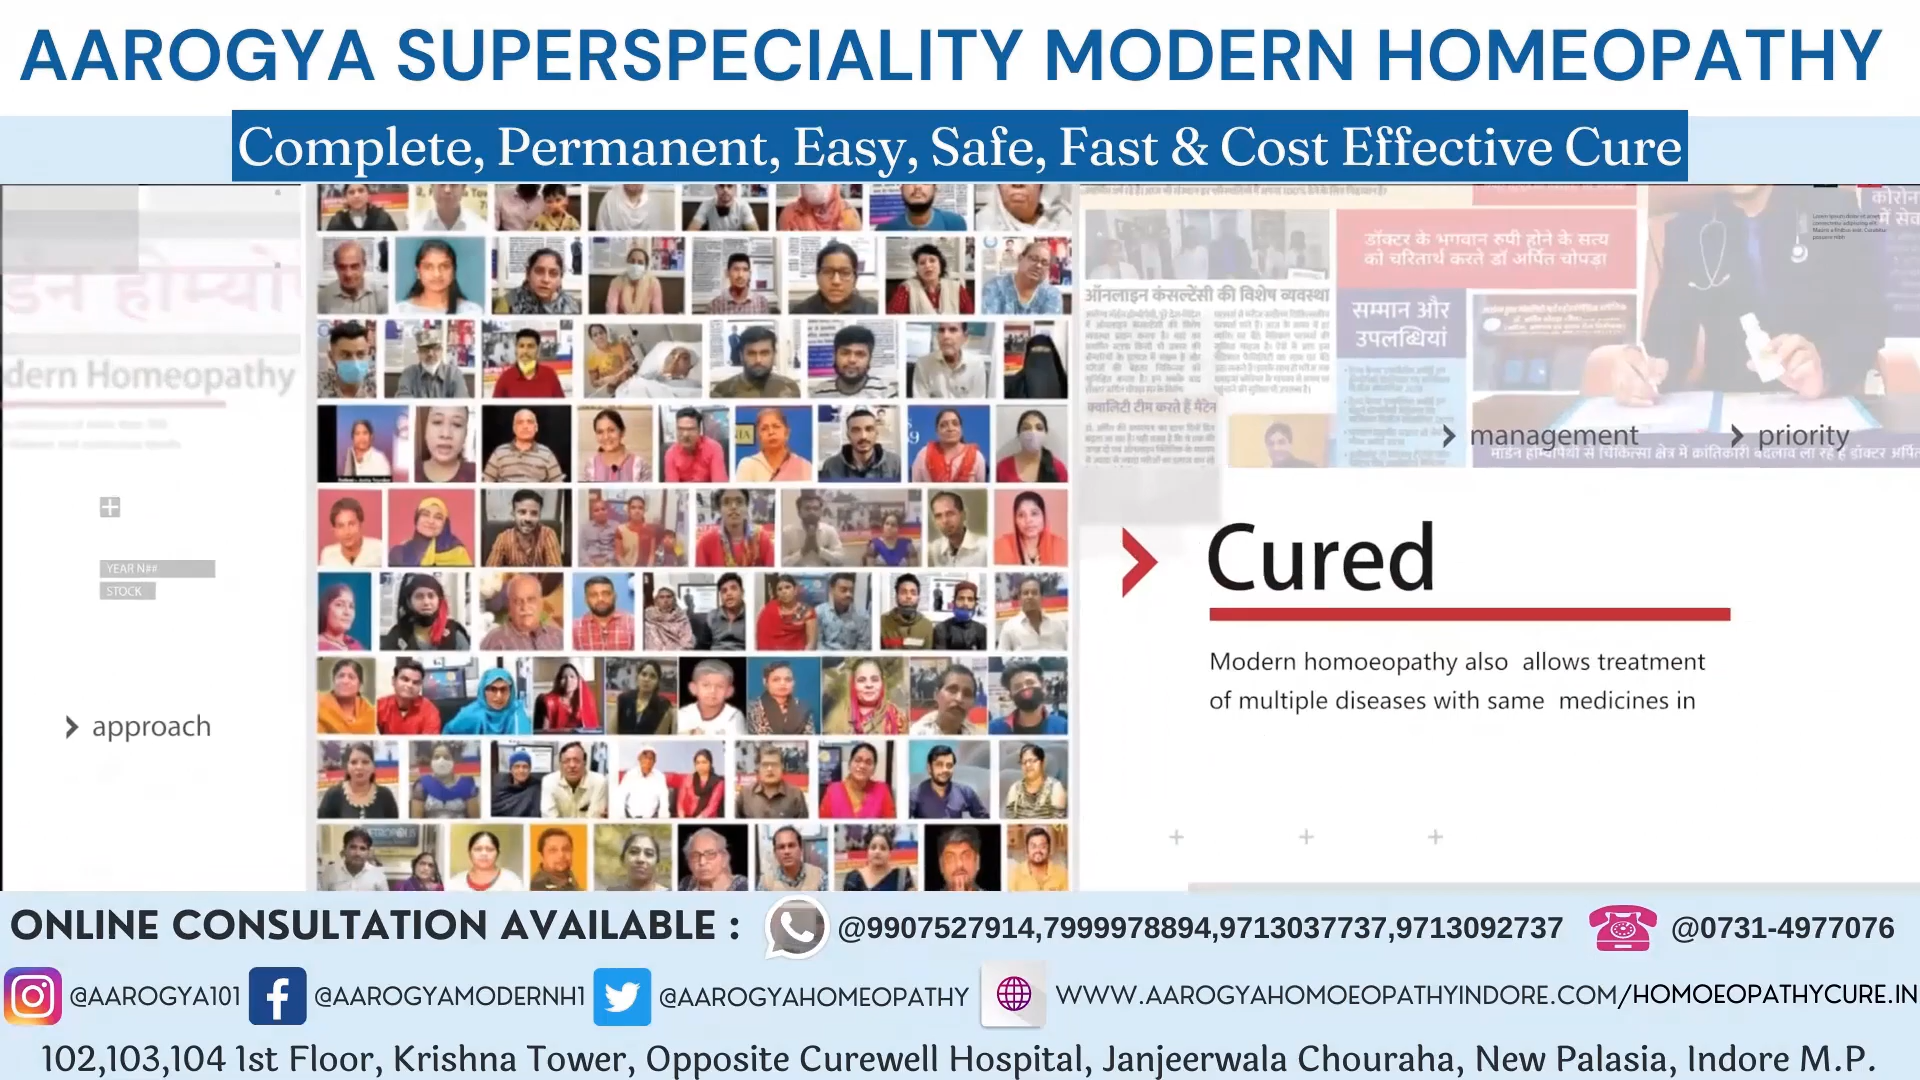 AAROGYA SUPERSPECIALITY MODERN HOMEOPATHY
Complete, Permanent, Easy, Safe, Fast & Cost Effective Cure
dern Homeopathy
YEAR N##
STOCK
approach
डॉक्टर के भगवान रुपी होने के सत्य
को चरितार्थ करते डॉ अर्पित चोपड़ा
ऑनलाइन कंसल्टेंसी की विशेष व्यवस्था
सम्मान और
उपलब्धियां
क्वालिटी टीम करते हैं मैटेन
management
priority
मॉडर्न होम्योपैथी से चिकित्सा क्षेत्र में क्रांतिकारी बदलाव ला रहे हैं डॉक्टर
Cured
Modern homoeopathy also allows treatment
of multiple diseases with same medicines in
ONLINE CONSULTATION AVAILABLE :
@9907527914,7999978894,9713037737,9713092737
@0731-4977076
@AAROGYA101
@AAROGYAMODERNH1
@AAROGYAHOMEOPATHY
WWW.AAROGYAHOMOEOPATHYINDORE.COM/HOMOEOPATHYCURE.IN
102,103,104 1st Floor, Krishna Tower, Opposite Curewell Hospital, Janjeerwala Chouraha, New Palasia, Indore M.P.